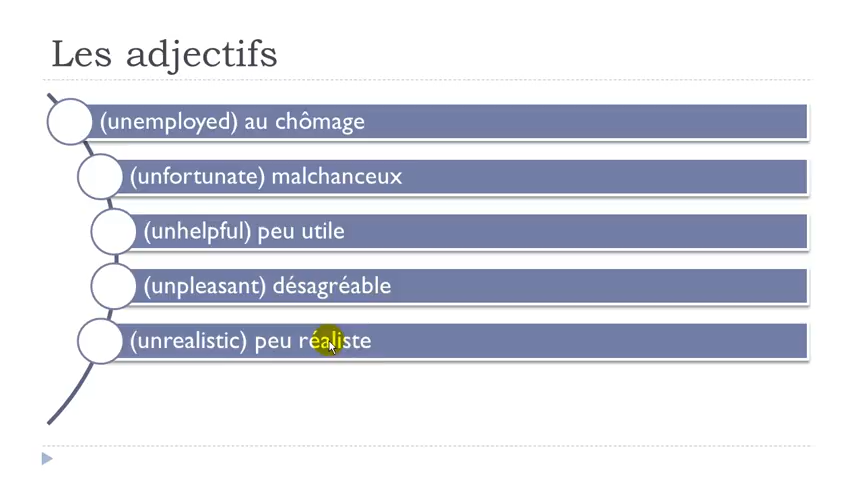 Les adjectifs
(unemployed) au chômage
(unfortunate) malchanceux
(unhelpful) peu utile
(unpleasant) désagréable
(unrealistic) peu réaliste